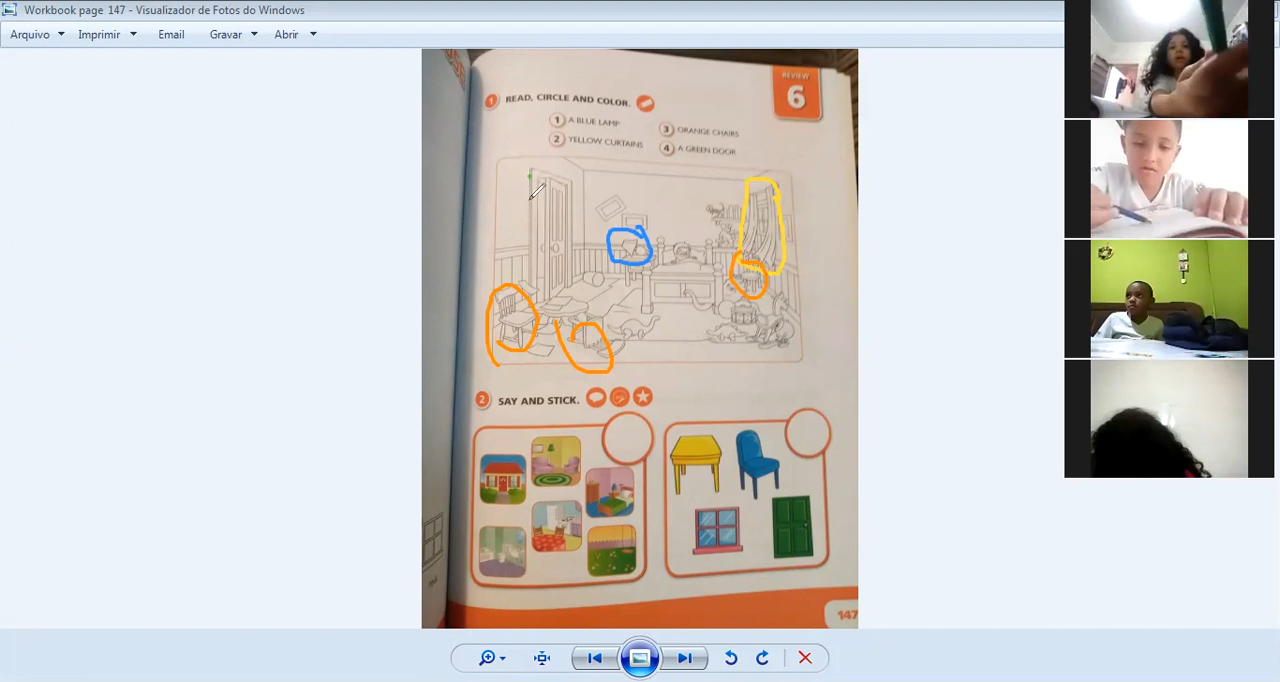 Workbook page 147 - Visualizador de Fotos do Windows
Arquivo Imprimir Email Gravar Abrir
REVIEW
6
1 READ, CIRCLE AND COLOR.
1 A BLUE LAMP
2 YELLOW CURTAINS
3 ORANGE CHAIRS
4 A GREEN DOOR
2 SAY AND STICK.
147